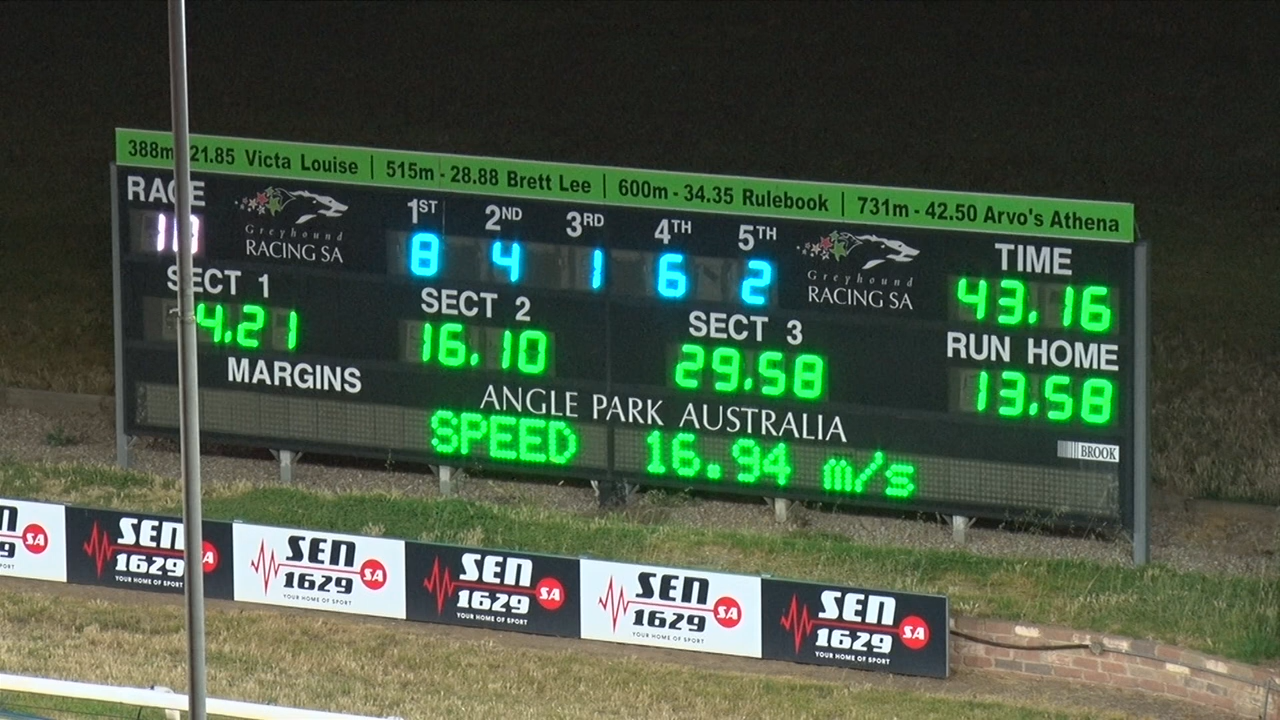 388m 21.85 Victa Louise | 515m - 28.88 Brett Lee | 600m - 34.35 Rulebook | 731m - 42.50 Arvo's Athena
RACE
Greyhound
RACING SA
1ST 2ND 3RD 4TH 5TH
8 4 1 6 2
Greyhound
RACING SA
TIME
43.16
SECT 1
4.21
SECT 2
16.10
SECT 3
29.58
RUN HOME
13.58
MARGINS
ANGLE PARK AUSTRALIA
SPEED 16.94 m/s
BROOK
SA
SEN
1629
YOUR HOME OF SPORT
SEN
1629
SA
YOUR HOME OF SPORT
SEN
1629
SA
YOUR HOME OF SPORT
SEN
1629
SA
YOUR HOME OF SPORT
SEN
1629
SA
YOUR HOME OF SPORT